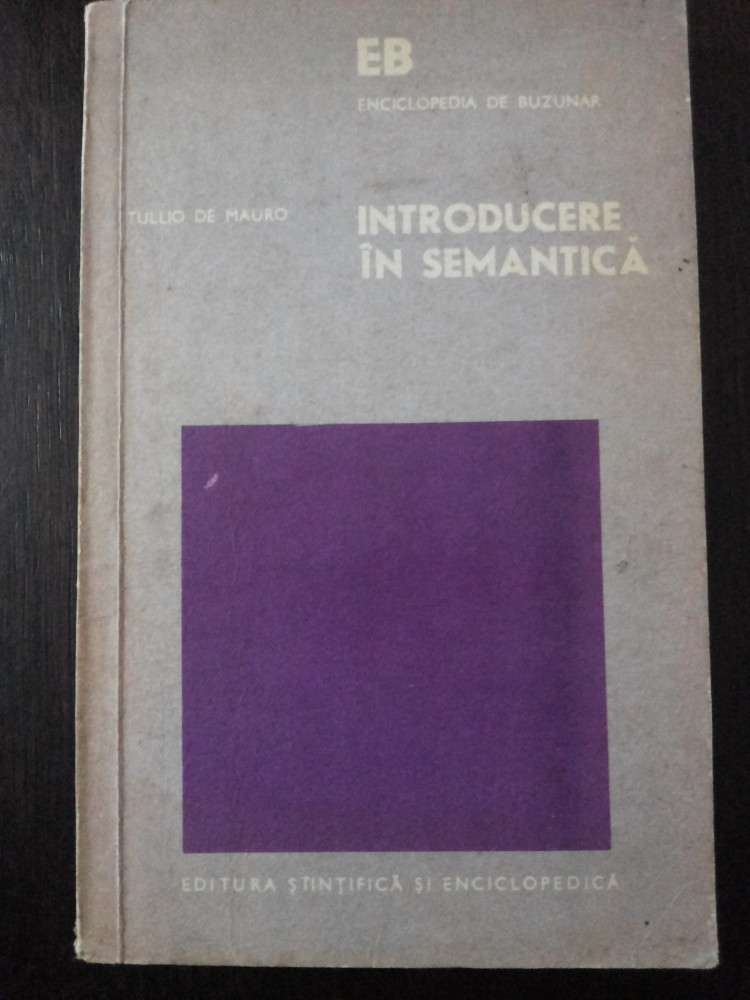 EB
ENCICLOPEDIA DE BUZUNAR
TULLIO DE MAURO
INTRODUCERE
ÎN SEMANTICĂ
EDITURA ŞTIINŢIFICĂ ŞI ENCICLOPEDICĂ